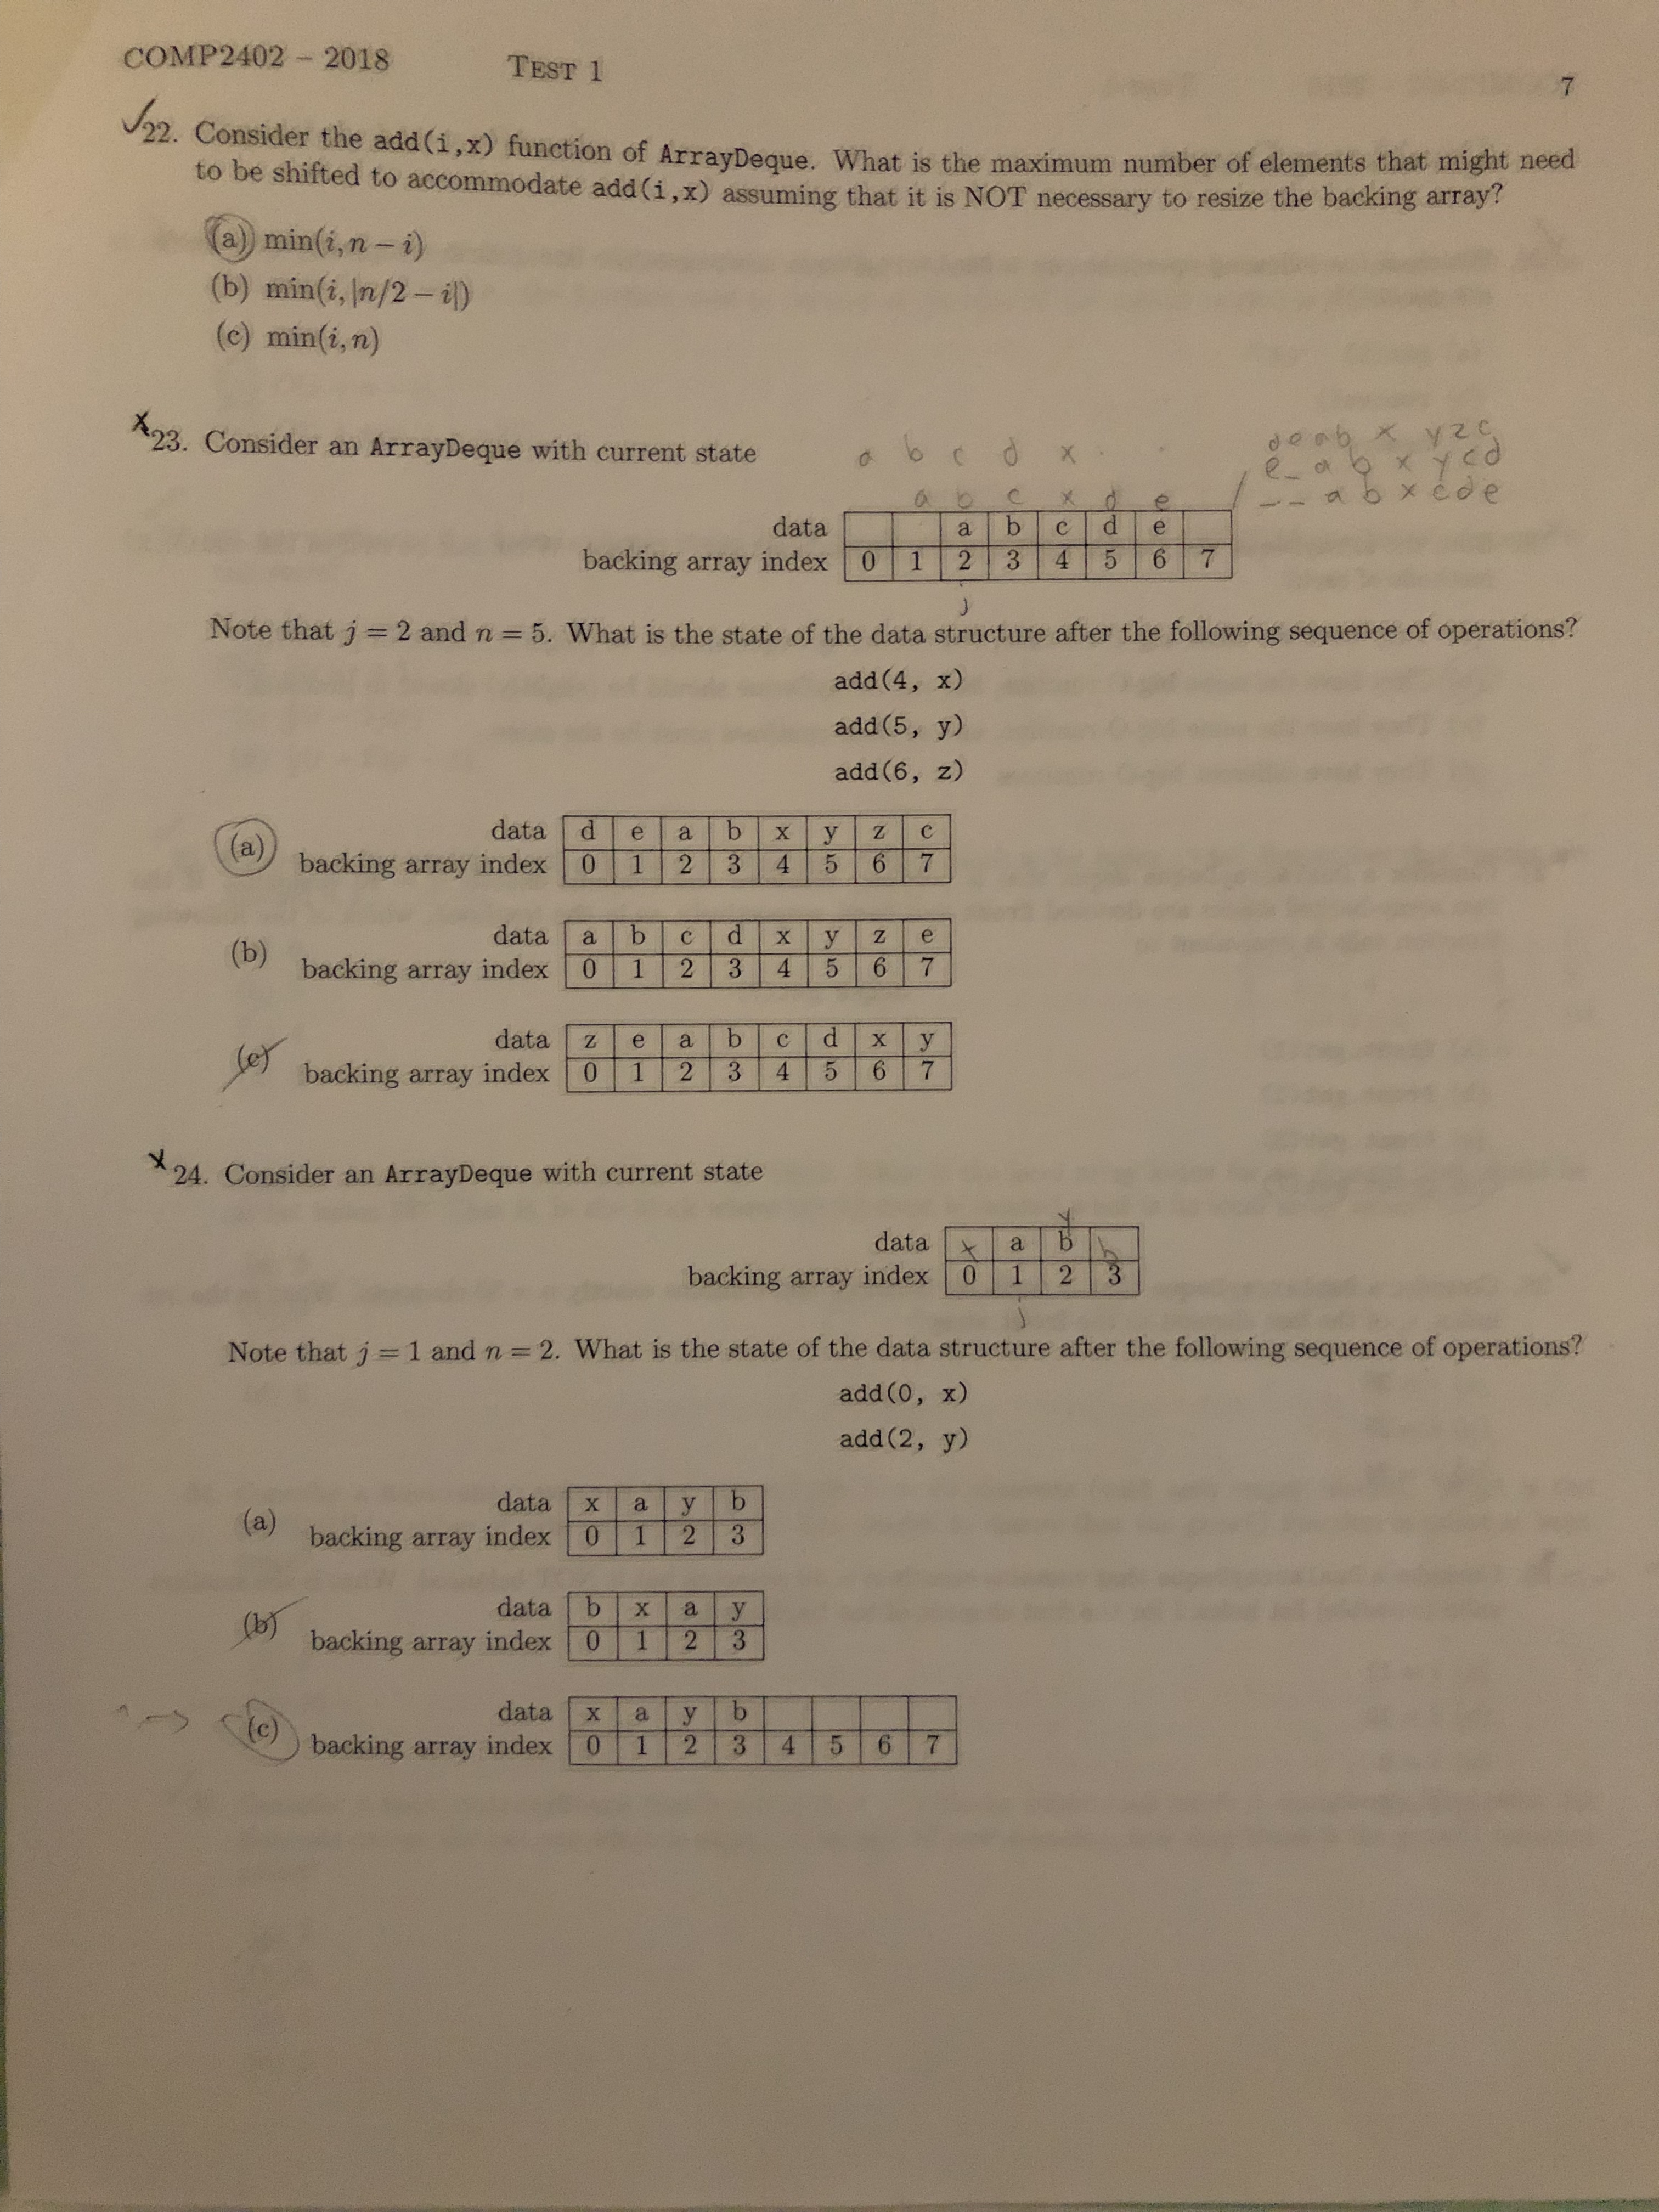 COMP2402 – 2018 TEST 1
7
✓22. Consider the add(i,x) function of ArrayDeque. What is the maximum number of elements that might need
to be shifted to accommodate add(i,x) assuming that it is NOT necessary to resize the backing array?
(a) min(i, n − i)
(b) min(i, |n/2 − i|)
(c) min(i, n)
x 23. Consider an ArrayDeque with current state
a b c d x
d e a b x y z c
e _ a b x y c d
a b c x d e
/ _ _ a b x c d e
data a b c d e
backing array index 0 1 2 3 4 5 6 7
j
Note that j = 2 and n = 5. What is the state of the data structure after the following sequence of operations?
add(4, x)
add(5, y)
add(6, z)
(a) data d e a b x y z c
backing array index 0 1 2 3 4 5 6 7
(b) data a b c d x y z e
backing array index 0 1 2 3 4 5 6 7
(c) data z e a b c d x y
backing array index 0 1 2 3 4 5 6 7
x 24. Consider an ArrayDeque with current state
y
data x a b b
backing array index 0 1 2 3
j
Note that j = 1 and n = 2. What is the state of the data structure after the following sequence of operations?
add(0, x)
add(2, y)
(a) data x a y b
backing array index 0 1 2 3
(b) data b x a y
backing array index 0 1 2 3
(c) data x a y b
backing array index 0 1 2 3 4 5 6 7